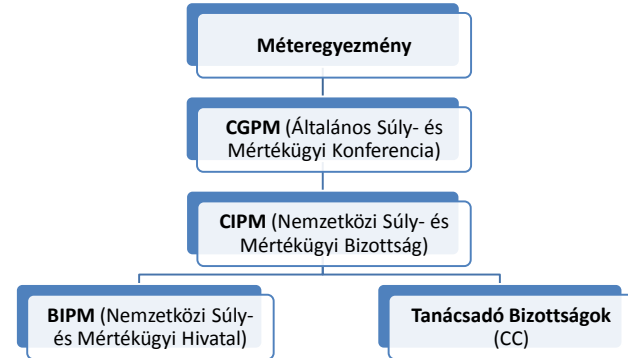 Méteregyezmény
CGPM (Általános Súly- és
Mértékügyi Konferencia)
CIPM (Nemzetközi Súly- és
Mértékügyi Bizottság)
BIPM (Nemzetközi Súly-
és Mértékügyi Hivatal)
Tanácsadó Bizottságok
(CC)